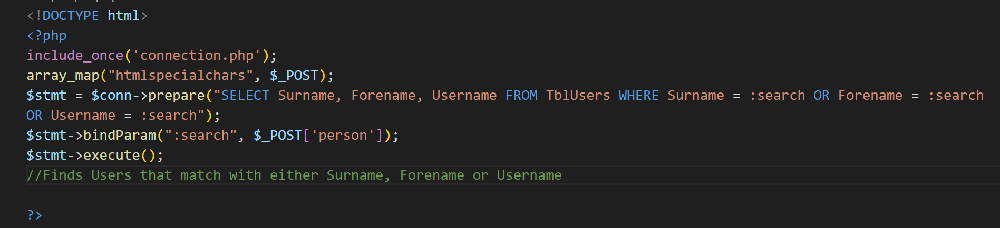 <!DOCTYPE html>
<?php
include_once('connection.php');
array_map("htmlspecialchars", $_POST);
$stmt = $conn->prepare("SELECT Surname, Forename, Username FROM TblUsers WHERE Surname = :search OR Forename = :search
OR Username = :search");
$stmt->bindParam(":search", $_POST['person']);
$stmt->execute();
//Finds Users that match with either Surname, Forename or Username
?>